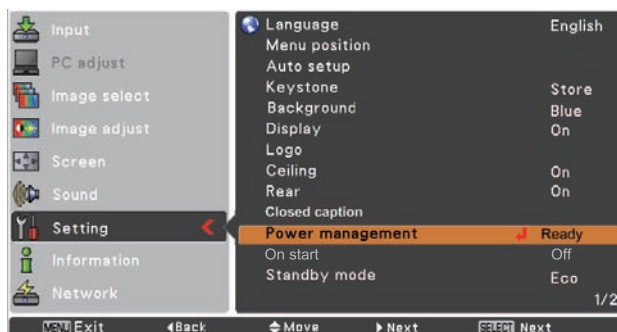 Input
PC adjust
Image select
Image adjust
Screen
Sound
Setting
Information
Network
Language English
Menu position
Auto setup
Keystone Store
Background Blue
Display On
Logo
Ceiling On
Rear On
Closed caption
Power management Ready
On start Off
Standby mode Eco
1/2
MENU Exit Back Move Next SELECT Next